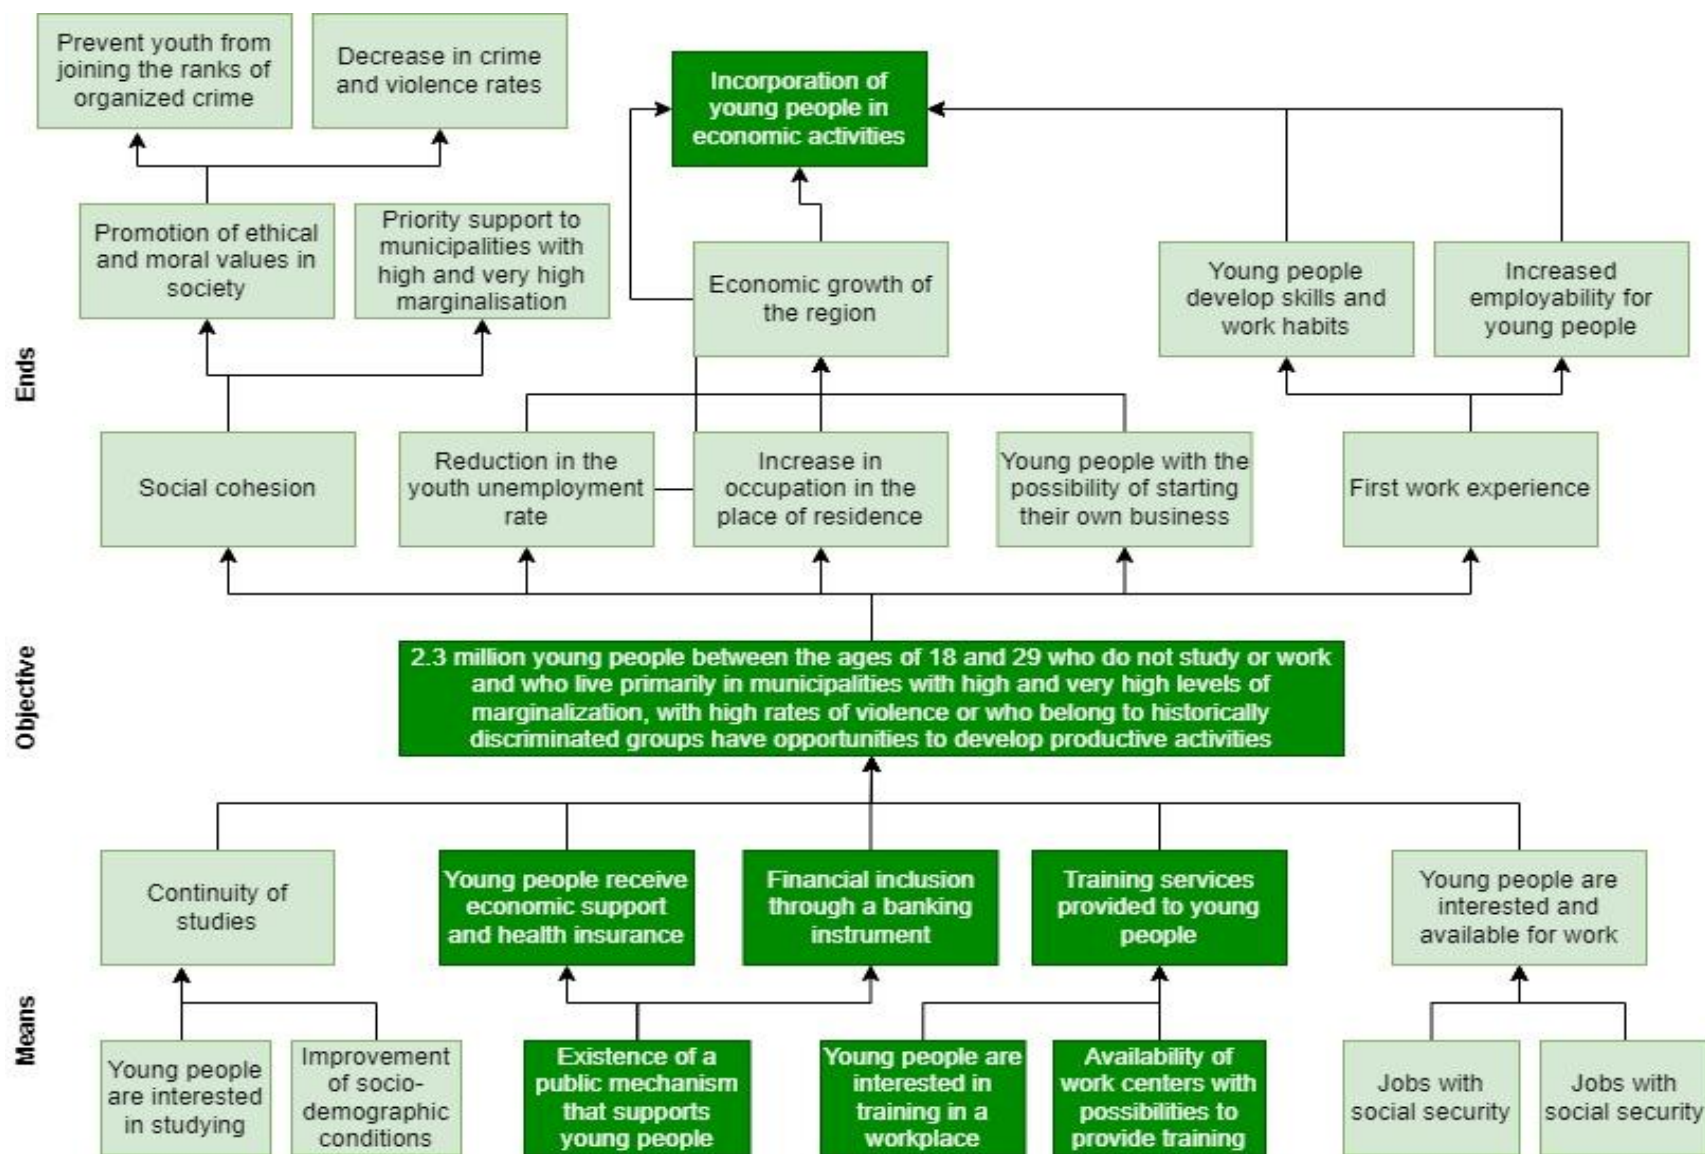 Prevent youth from
joining the ranks of
organized crime
Decrease in crime
and violence rates
Incorporation of
young people in
economic activities
Promotion of ethical
and moral values in
society
Priority support to
municipalities with
high and very high
marginalisation
Economic growth of
the region
Young people
develop skills and
work habits
Increased
employability for
young people
Ends
Social cohesion
Reduction in the
youth unemployment
rate
Increase in
occupation in the
place of residence
Young people with the
possibility of starting
their own business
First work experience
Objective
2.3 million young people between the ages of 18 and 29 who do not study or work
and who live primarily in municipalities with high and very high levels of
marginalization, with high rates of violence or who belong to historically
discriminated groups have opportunities to develop productive activities
Continuity of
studies
Young people receive
economic support
and health insurance
Financial inclusion
through a banking
instrument
Training services
provided to young
people
Young people are
interested and
available for work
Means
Young people
are interested
in studying
Improvement
of socio-
demographic
conditions
Existence of a
public mechanism
that supports
young people
Young people are
interested in
training in a
workplace
Availability of
work centers with
possibilities to
provide training
Jobs with
social security
Jobs with
social security